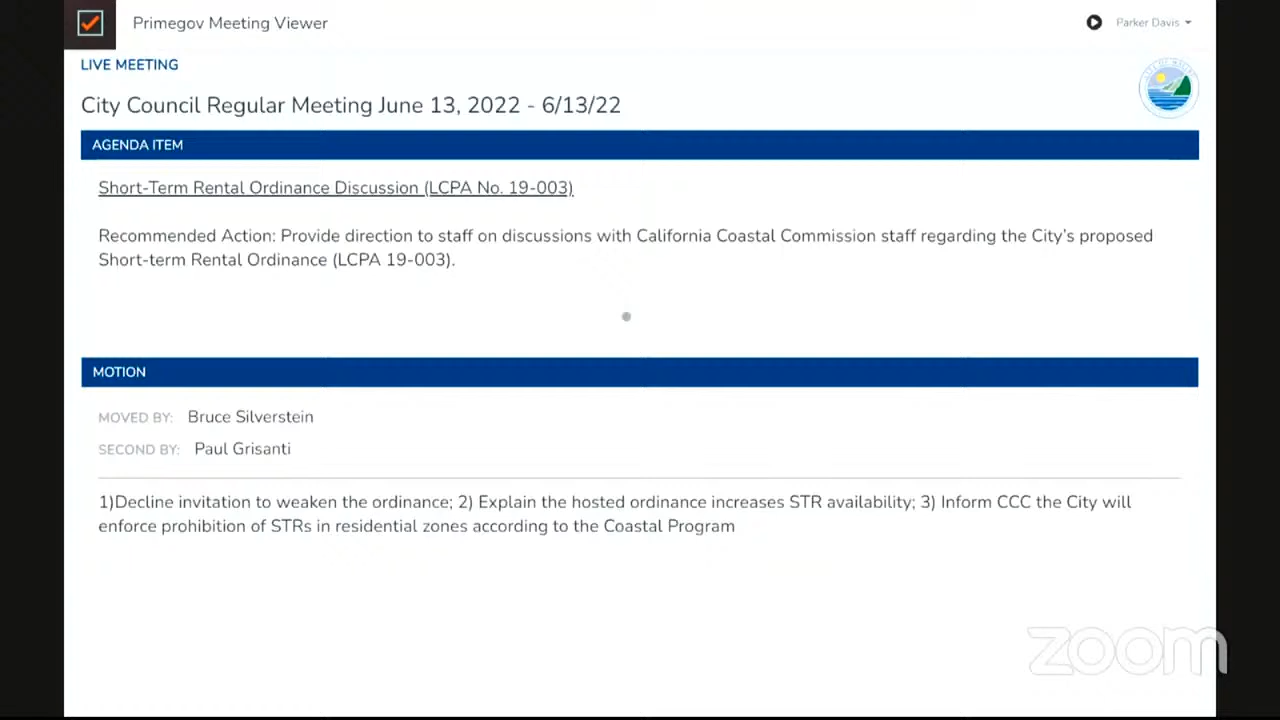 Primegov Meeting Viewer
Parker Davis
LIVE MEETING
City Council Regular Meeting June 13, 2022 - 6/13/22
AGENDA ITEM
Short-Term Rental Ordinance Discussion (LCPA No. 19-003)
Recommended Action: Provide direction to staff on discussions with California Coastal Commission staff regarding the City's proposed
Short-term Rental Ordinance (LCPA 19-003).
MOTION
MOVED BY: Bruce Silverstein
SECOND BY: Paul Grisanti
1)Decline invitation to weaken the ordinance; 2) Explain the hosted ordinance increases STR availability; 3) Inform CCC the City will
enforce prohibition of STRs in residential zones according to the Coastal Program
zoom